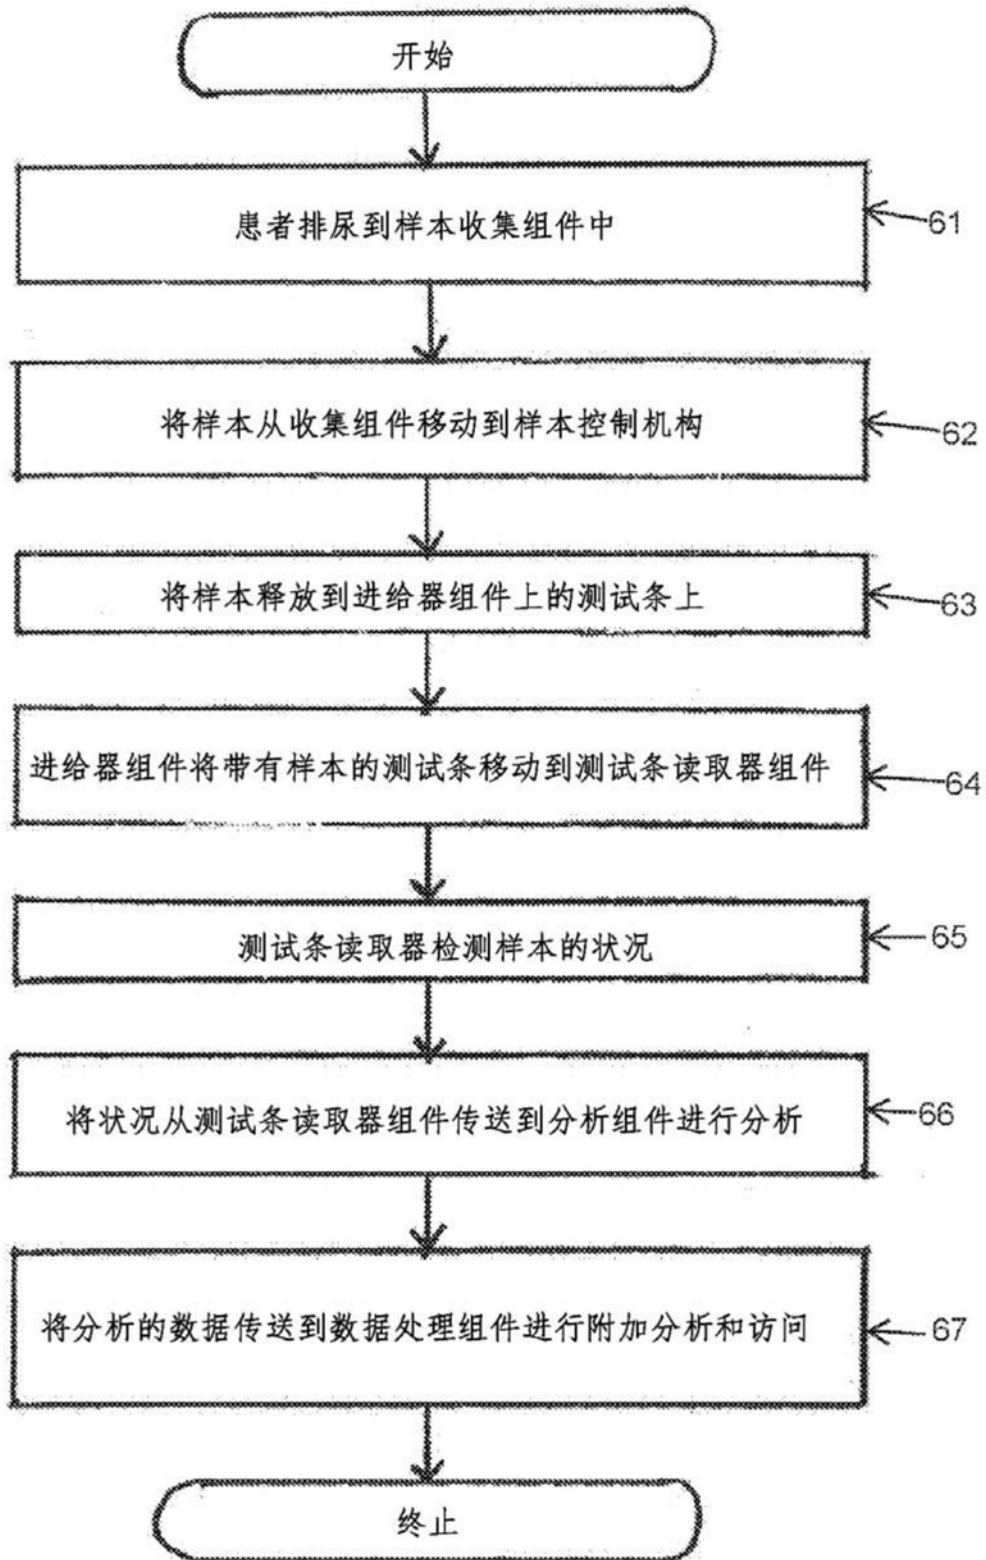 开始
患者排尿到样本收集组件中
61
将样本从收集组件移动到样本控制机构
62
将样本释放到进给器组件上的测试条上
63
进给器组件将带有样本的测试条移动到测试条读取器组件
64
测试条读取器检测样本的状况
65
将状况从测试条读取器组件传送到分析组件进行分析
66
将分析的数据传送到数据处理组件进行附加分析和访问
67
终止